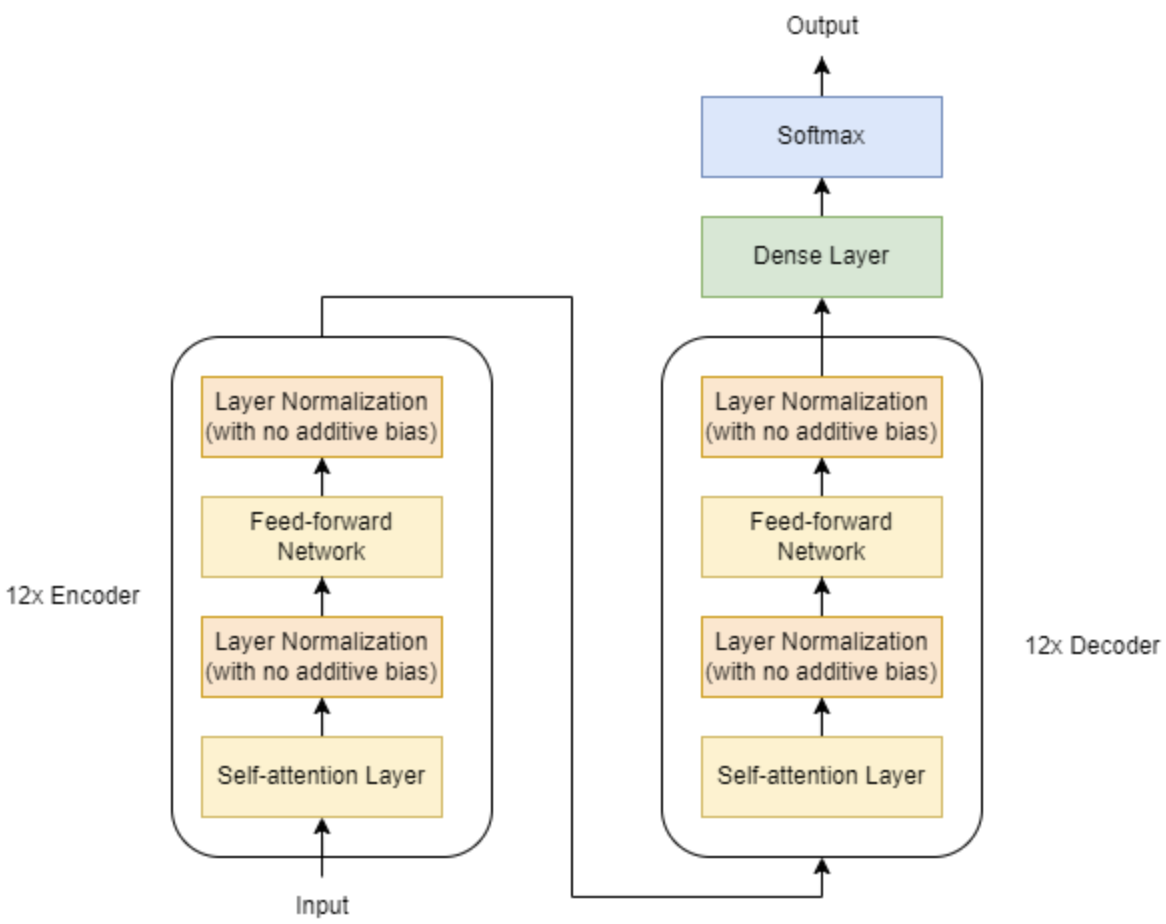 Output
Softmax
Dense Layer
Layer Normalization
(with no additive bias)
Feed-forward
Network
12x Encoder
Layer Normalization
(with no additive bias)
Self-attention Layer
Input
Layer Normalization
(with no additive bias)
Feed-forward
Network
Layer Normalization
(with no additive bias)
12x Decoder
Self-attention Layer